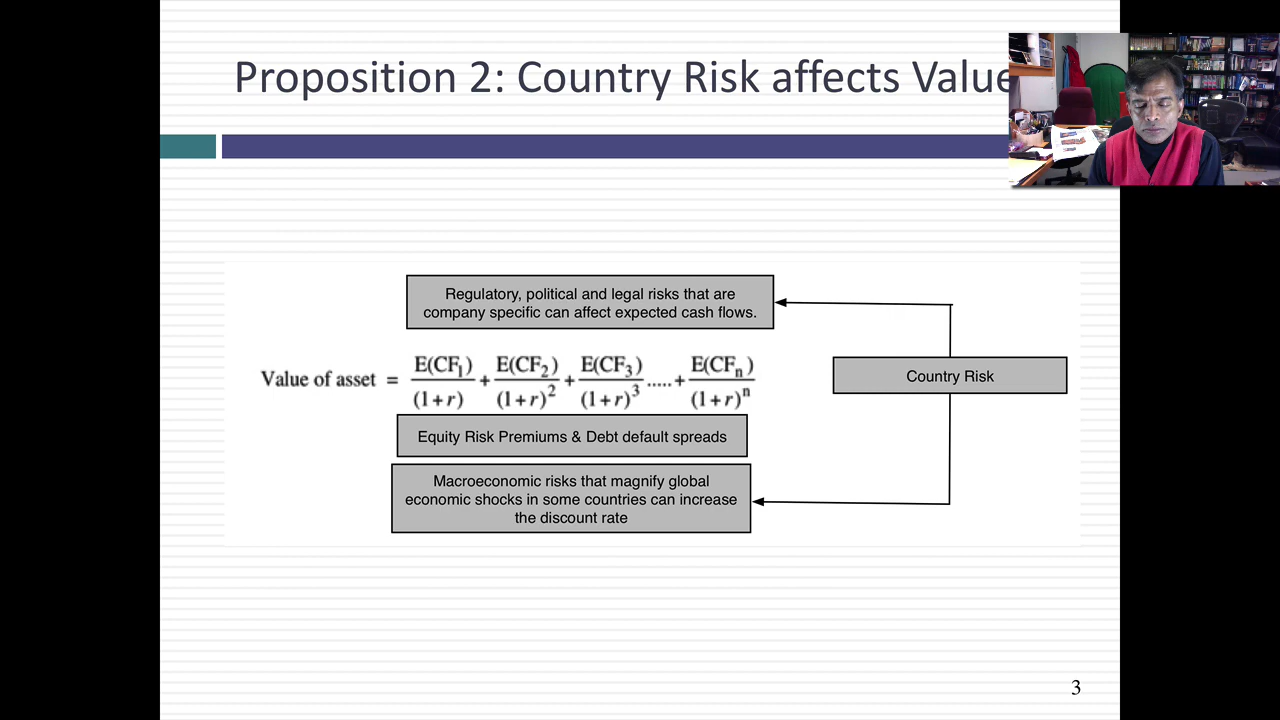 Proposition 2: Country Risk affects Value
Regulatory, political and legal risks that are
company specific can affect expected cash flows.
Value of asset = E(CF₁)/(1+r) + E(CF₂)/(1+r)² + E(CF₃)/(1+r)³ ..... + E(CFₙ)/(1+r)ⁿ
Country Risk
Equity Risk Premiums & Debt default spreads
Macroeconomic risks that magnify global
economic shocks in some countries can increase
the discount rate
3